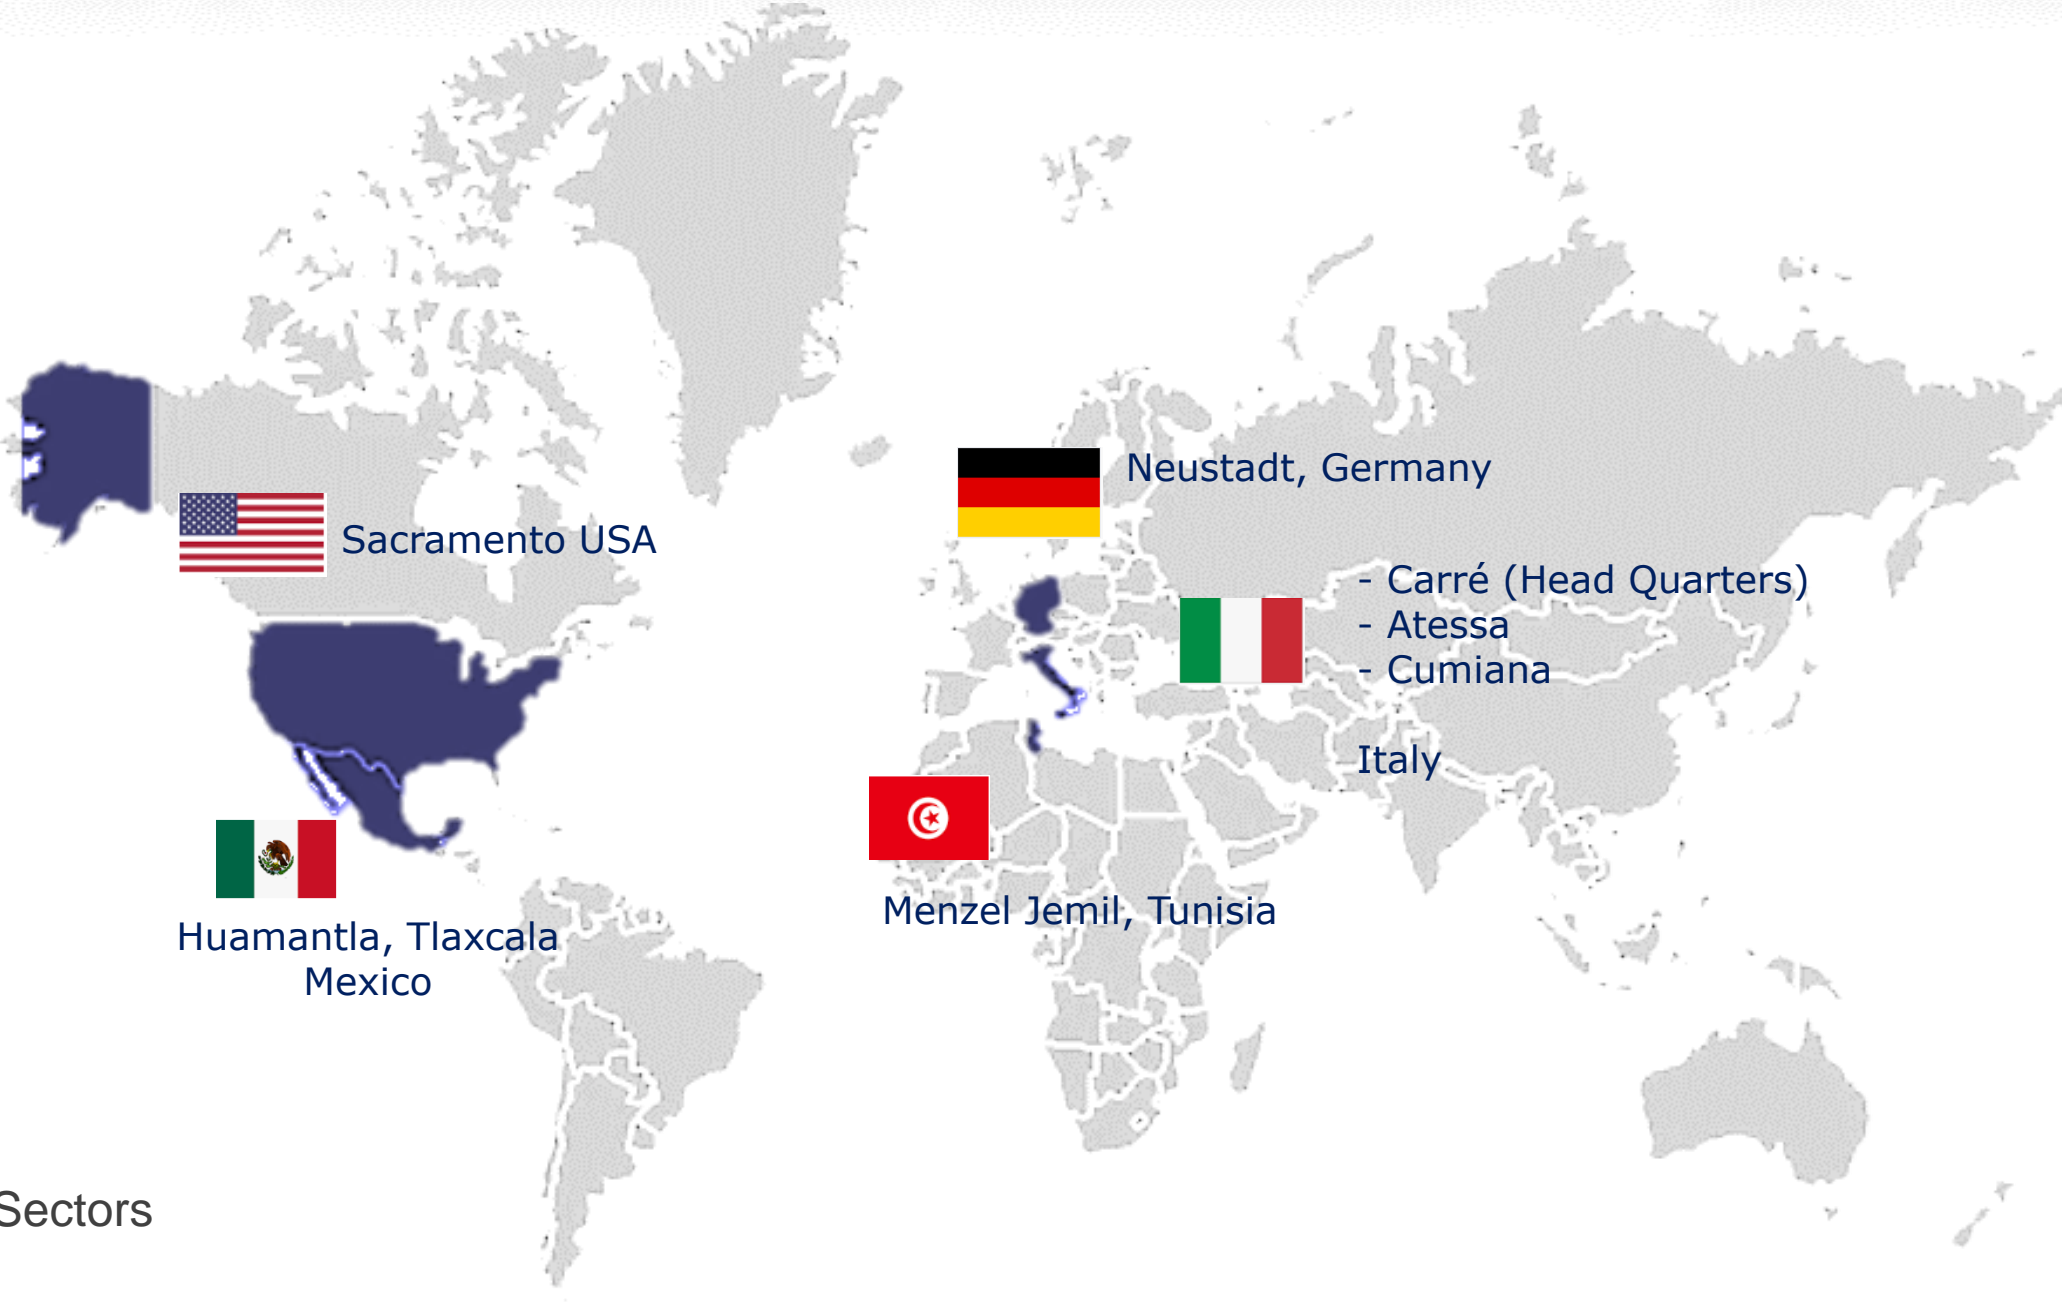 Neustadt, Germany
Sacramento USA
- Carré (Head Quarters)
- Atessa
- Cumiana
Italy
Menzel Jemil, Tunisia
Huamantla, Tlaxcala
Mexico
Sectors